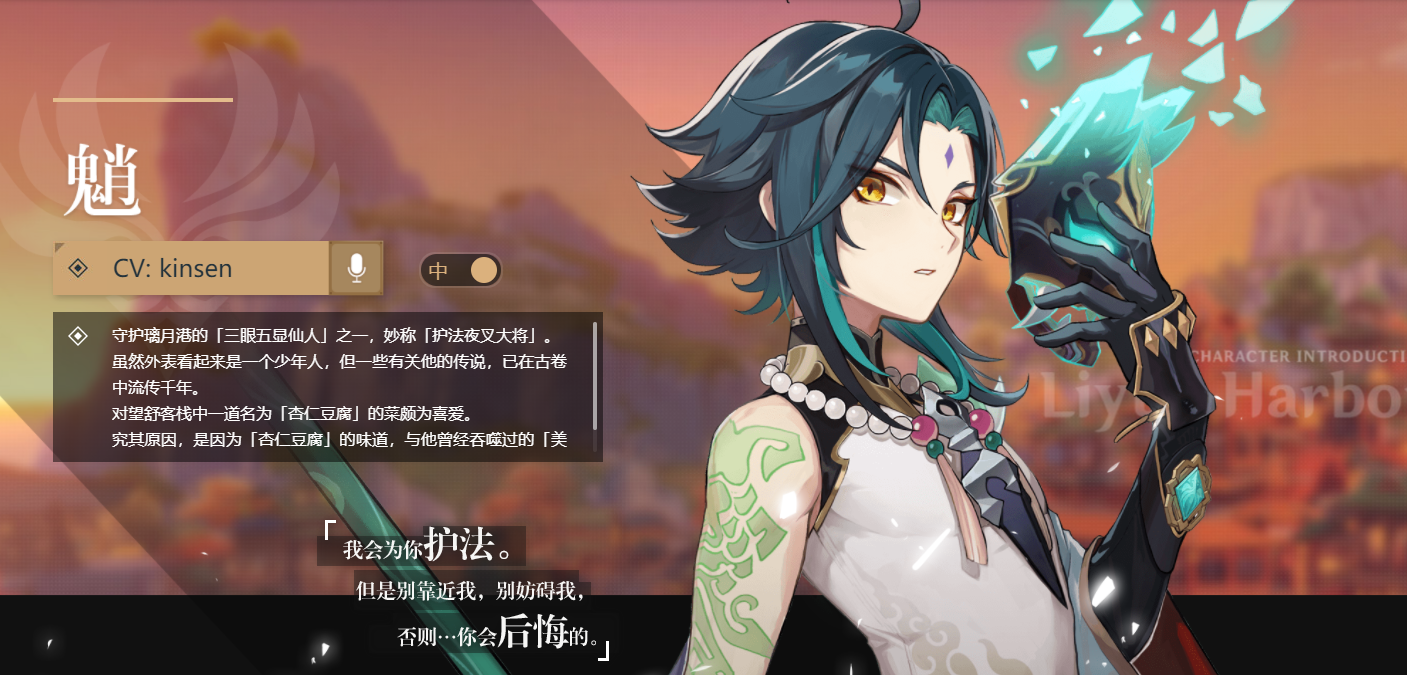 魈
CV: kinsen
中
守护璃月港的「三眼五显仙人」之一，妙称「护法夜叉大将」。
虽然外表看起来是一个少年人，但一些有关他的传说，已在古卷
中流传千年。
对望舒客栈中一道名为「杏仁豆腐」的菜颇为喜爱。
究其原因，是因为「杏仁豆腐」的味道，与他曾经吞噬过的「美
「我会为你护法。
但是别靠近我，别妨碍我，
否则…你会后悔的。」
CHARACTER INTRODUCTI
Liyue Harbo